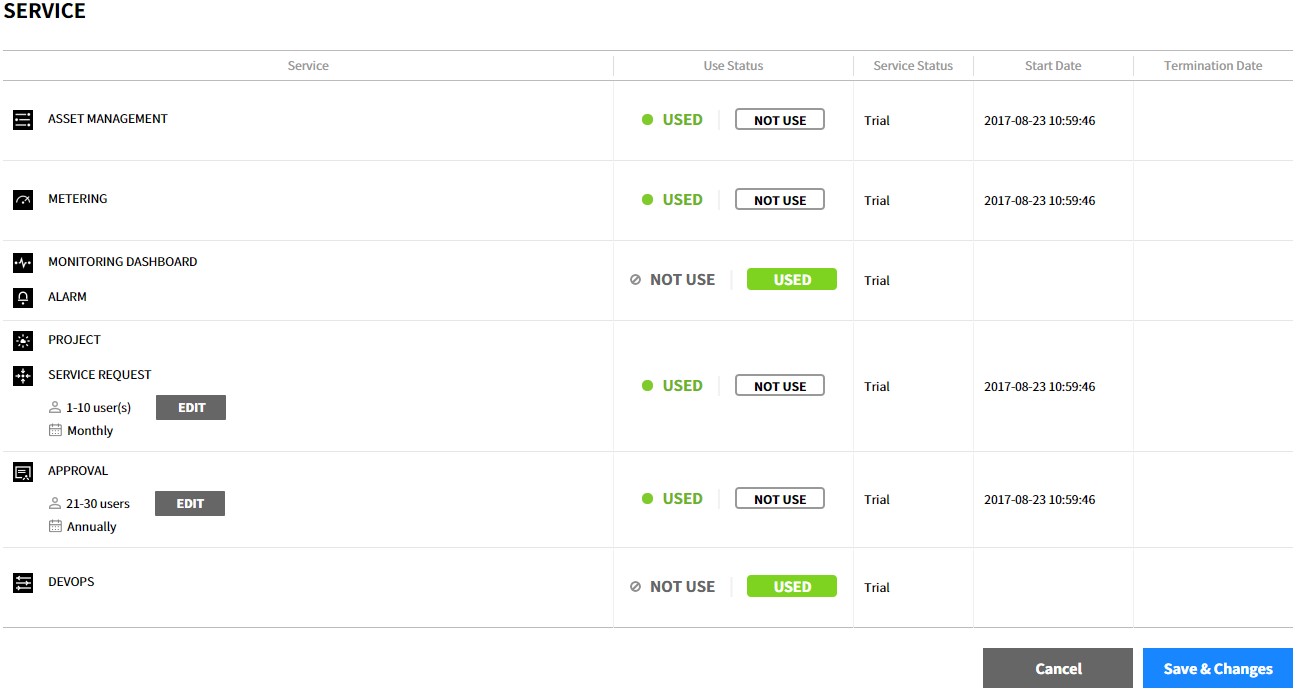 SERVICE
Service Use Status Service Status Start Date Termination Date
ASSET MANAGEMENT USED NOT USE Trial 2017-08-23 10:59:46
METERING USED NOT USE Trial 2017-08-23 10:59:46
MONITORING DASHBOARD
NOT USE USED Trial
ALARM
PROJECT
SERVICE REQUEST
USED NOT USE Trial 2017-08-23 10:59:46
1-10 user(s) EDIT
Monthly
APPROVAL
USED NOT USE Trial 2017-08-23 10:59:46
21-30 users EDIT
Annually
DEVOPS NOT USE USED Trial
Cancel Save & Changes